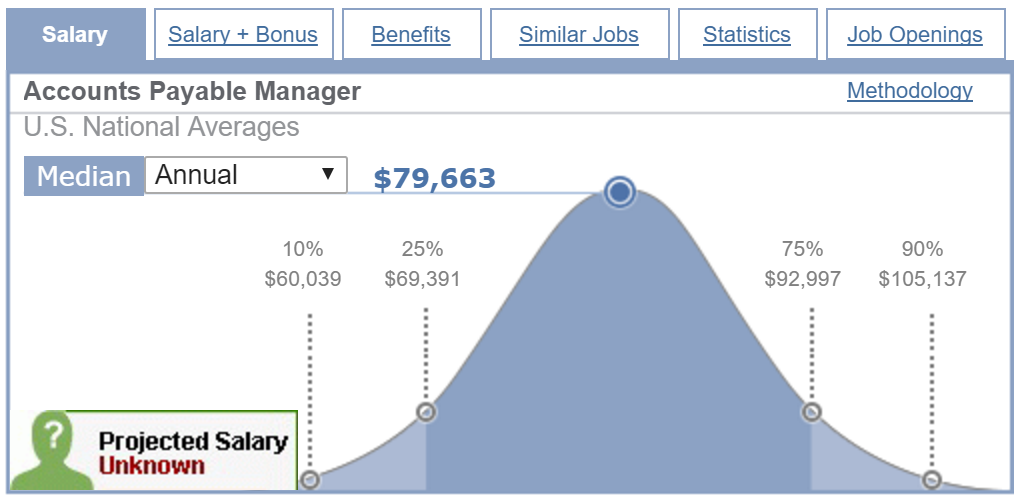 Salary
Salary + Bonus
Benefits
Similar Jobs
Statistics
Job Openings
Accounts Payable Manager
Methodology
U.S. National Averages
Median
Annual
$79,663
10%
$60,039
25%
$69,391
75%
$92,997
90%
$105,137
?
Projected Salary
Unknown